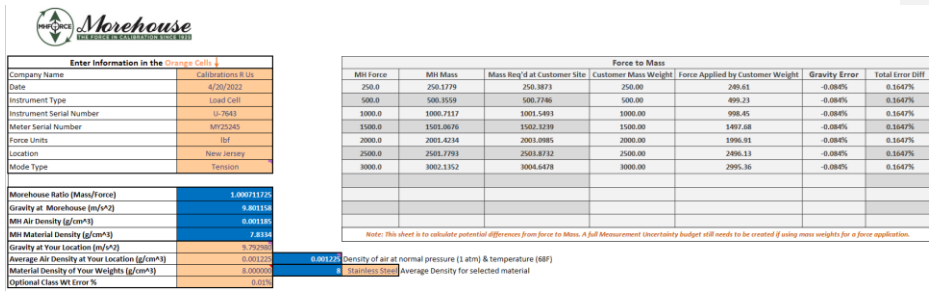 MHFORCE Morehouse
THE FORCE IN CALIBRATION SINCE 1925
Enter Information in the Orange Cells ↓
Company Name Calibrations R Us
Date 4/20/2022
Instrument Type Load Cell
Instrument Serial Number U-7643
Meter Serial Number MY25245
Force Units lbf
Location New Jersey
Mode Type Tension
Morehouse Ratio (Mass/Force) 1.000711725
Gravity at Morehouse (m/s^2) 9.801158
MH Air Density (g/cm^3) 0.001185
MH Material Density (g/cm^3) 7.8334
Gravity at Your Location (m/s^2) 9.792980
Average Air Density at Your Location (g/cm^3) 0.001225 0.001225 Density of air at normal pressure (1 atm) & temperature (68F)
Material Density of Your Weights (g/cm^3) 8.000000 8 Stainless Steel Average Density for selected material
Optional Class Wt Error % 0.01%
Force to Mass
MH Force MH Mass Mass Req'd at Customer Site Customer Mass Weight Force Applied by Customer Weight Gravity Error Total Error Diff
250.0 250.1779 250.3873 250.00 249.61 -0.084% 0.1647%
500.0 500.3559 500.7746 500.00 499.23 -0.084% 0.1647%
1000.0 1000.7117 1001.5493 1000.00 998.45 -0.084% 0.1647%
1500.0 1501.0676 1502.3239 1500.00 1497.68 -0.084% 0.1647%
2000.0 2001.4234 2003.0985 2000.00 1996.91 -0.084% 0.1647%
2500.0 2501.7793 2503.8732 2500.00 2496.13 -0.084% 0.1647%
3000.0 3002.1352 3004.6478 3000.00 2995.36 -0.084% 0.1647%
Note: This sheet is to calculate potential differences from force to Mass. A full Measurement Uncertainty budget still needs to be created if using mass weights for a force application.